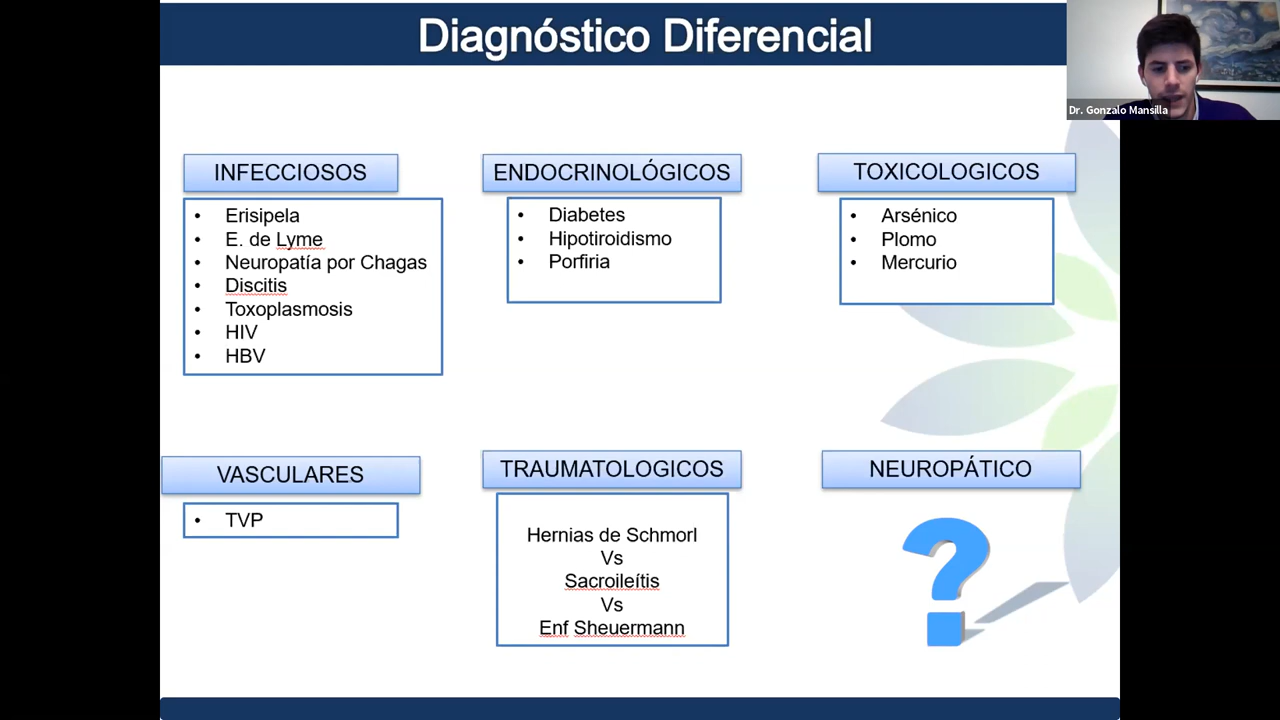 Diagnóstico Diferencial
Dr. Gonzalo Mansilla
INFECCIOSOS
• Erisipela
• E. de Lyme
• Neuropatía por Chagas
• Discitis
• Toxoplasmosis
• HIV
• HBV
ENDOCRINOLÓGICOS
• Diabetes
• Hipotiroidismo
• Porfiria
TOXICOLOGICOS
• Arsénico
• Plomo
• Mercurio
VASCULARES
• TVP
TRAUMATOLOGICOS
Hernias de Schmorl
Vs
Sacroileítis
Vs
Enf Sheuermann
NEUROPÁTICO
?